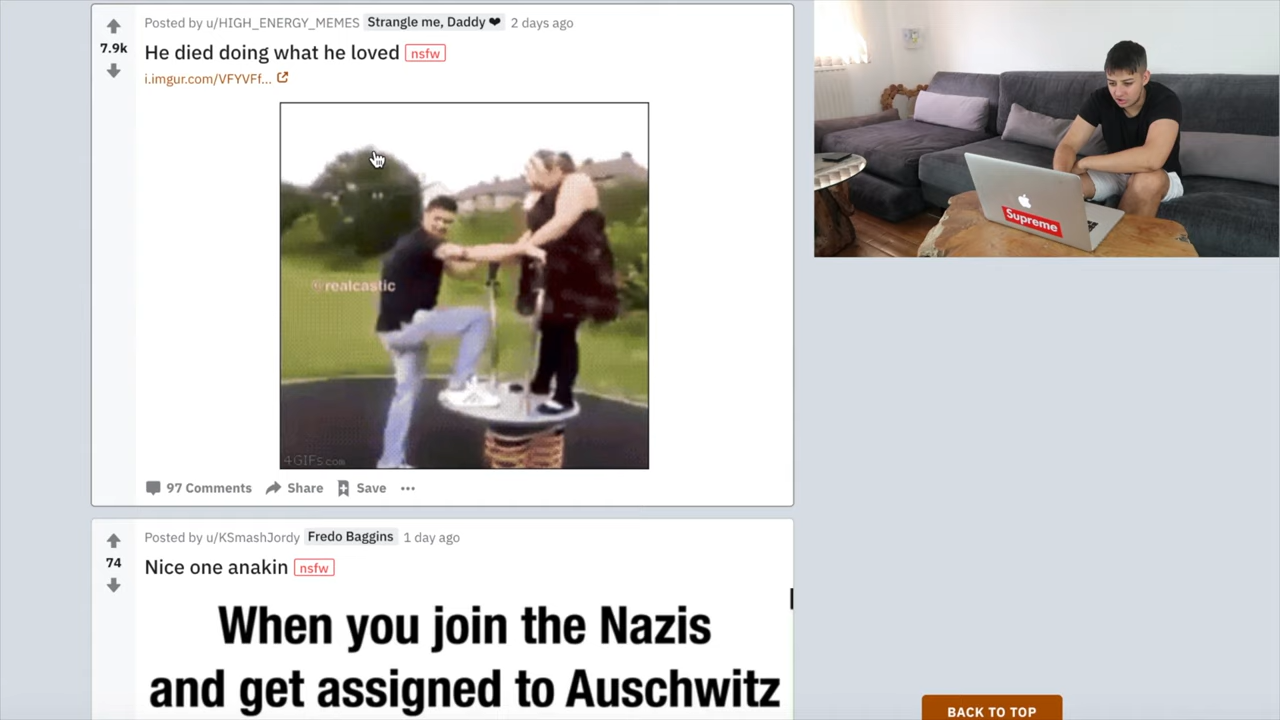 Posted by u/HIGH_ENERGY_MEMES Strangle me, Daddy ❤ 2 days ago
7.9k
He died doing what he loved nsfw
i.imgur.com/VFYVFf...
@realcastic
4GIFs.com
97 Comments Share Save ...
Posted by u/KSmashJordy Fredo Baggins 1 day ago
74
Nice one anakin nsfw
When you join the Nazis
and get assigned to Auschwitz
Supreme
BACK TO TOP